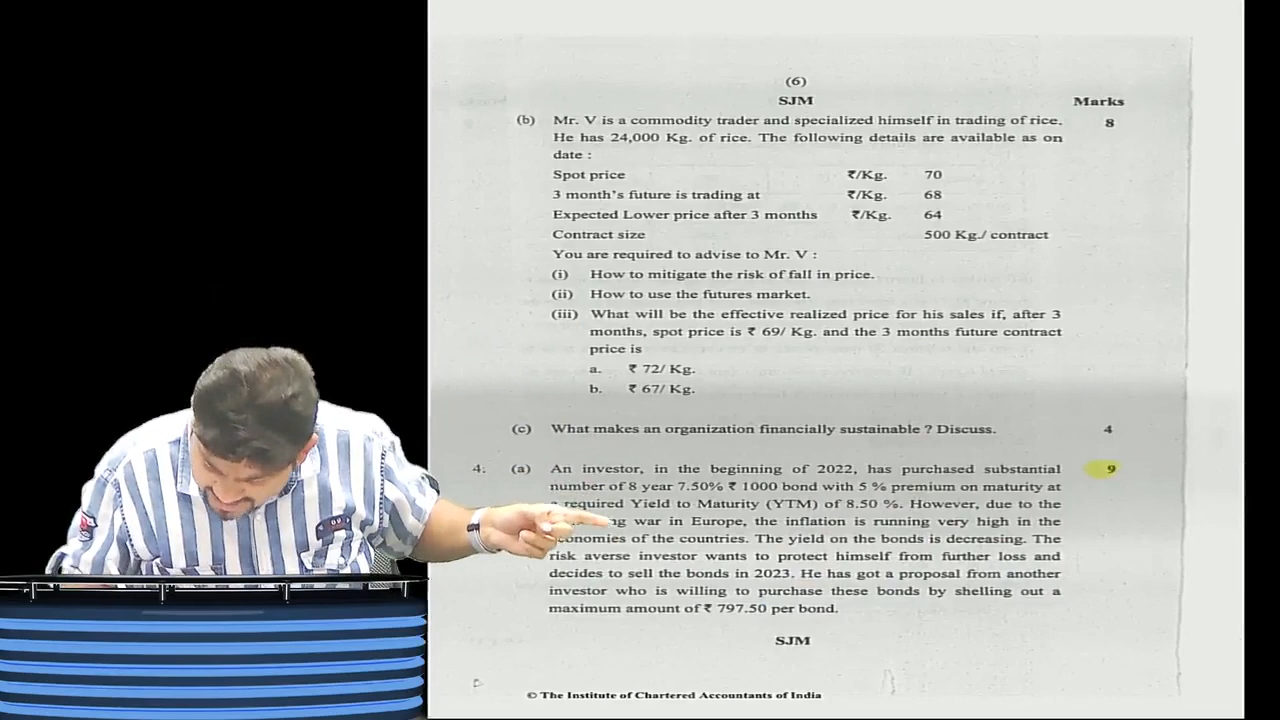 (6)
SJM
Marks
(b) Mr. V is a commodity trader and specialized himself in trading of rice. 8
He has 24,000 Kg. of rice. The following details are available as on
date :
Spot price ₹/Kg. 70
3 month's future is trading at ₹/Kg. 68
Expected Lower price after 3 months ₹/Kg. 64
Contract size 500 Kg./ contract
You are required to advise to Mr. V :
(i) How to mitigate the risk of fall in price.
(ii) How to use the futures market.
(iii) What will be the effective realized price for his sales if, after 3
months, spot price is ₹ 69/ Kg. and the 3 months future contract
price is
a. ₹ 72/ Kg.
b. ₹ 67/ Kg.
(c) What makes an organization financially sustainable ? Discuss. 4
4. (a) An investor, in the beginning of 2022, has purchased substantial 9
number of 8 year 7.50% ₹ 1000 bond with 5 % premium on maturity at
required Yield to Maturity (YTM) of 8.50 %. However, due to the
war in Europe, the inflation is running very high in the
of the countries. The yield on the bonds is decreasing. The
risk averse investor wants to protect himself from further loss and
decides to sell the bonds in 2023. He has got a proposal from another
investor who is willing to purchase these bonds by shelling out a
maximum amount of ₹ 797.50 per bond.
SJM
© The Institute of Chartered Accountants of India